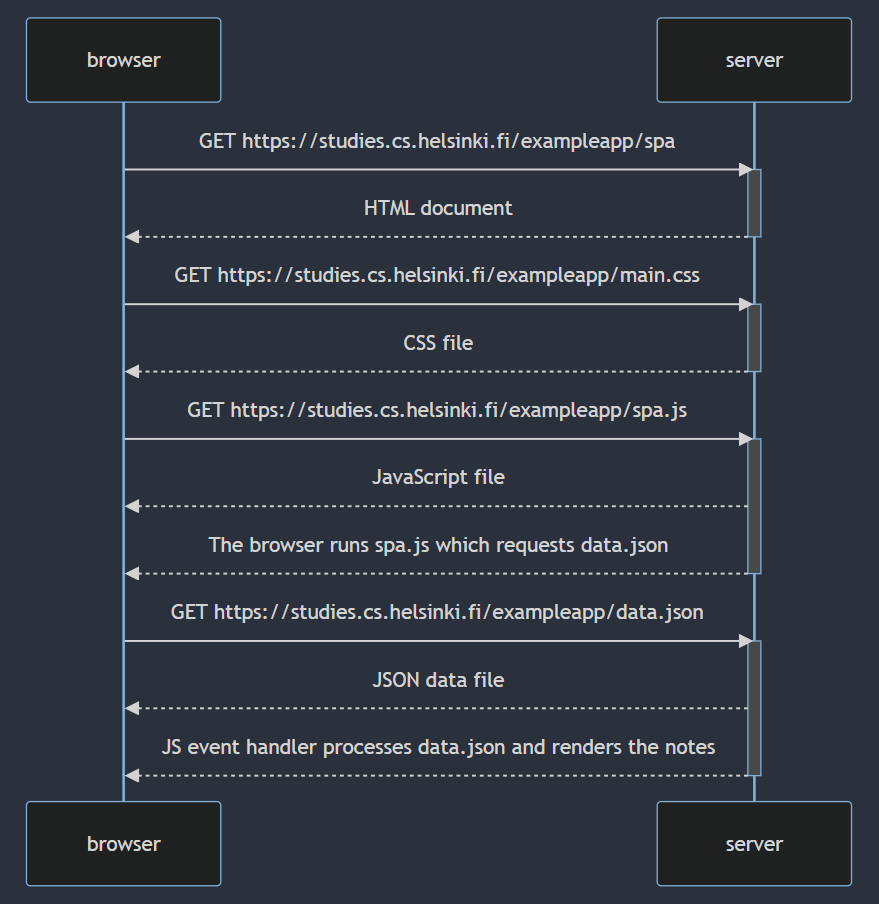 browser
server
GET https://studies.cs.helsinki.fi/exampleapp/spa
HTML document
GET https://studies.cs.helsinki.fi/exampleapp/main.css
CSS file
GET https://studies.cs.helsinki.fi/exampleapp/spa.js
JavaScript file
The browser runs spa.js which requests data.json
GET https://studies.cs.helsinki.fi/exampleapp/data.json
JSON data file
JS event handler processes data.json and renders the notes
browser
server